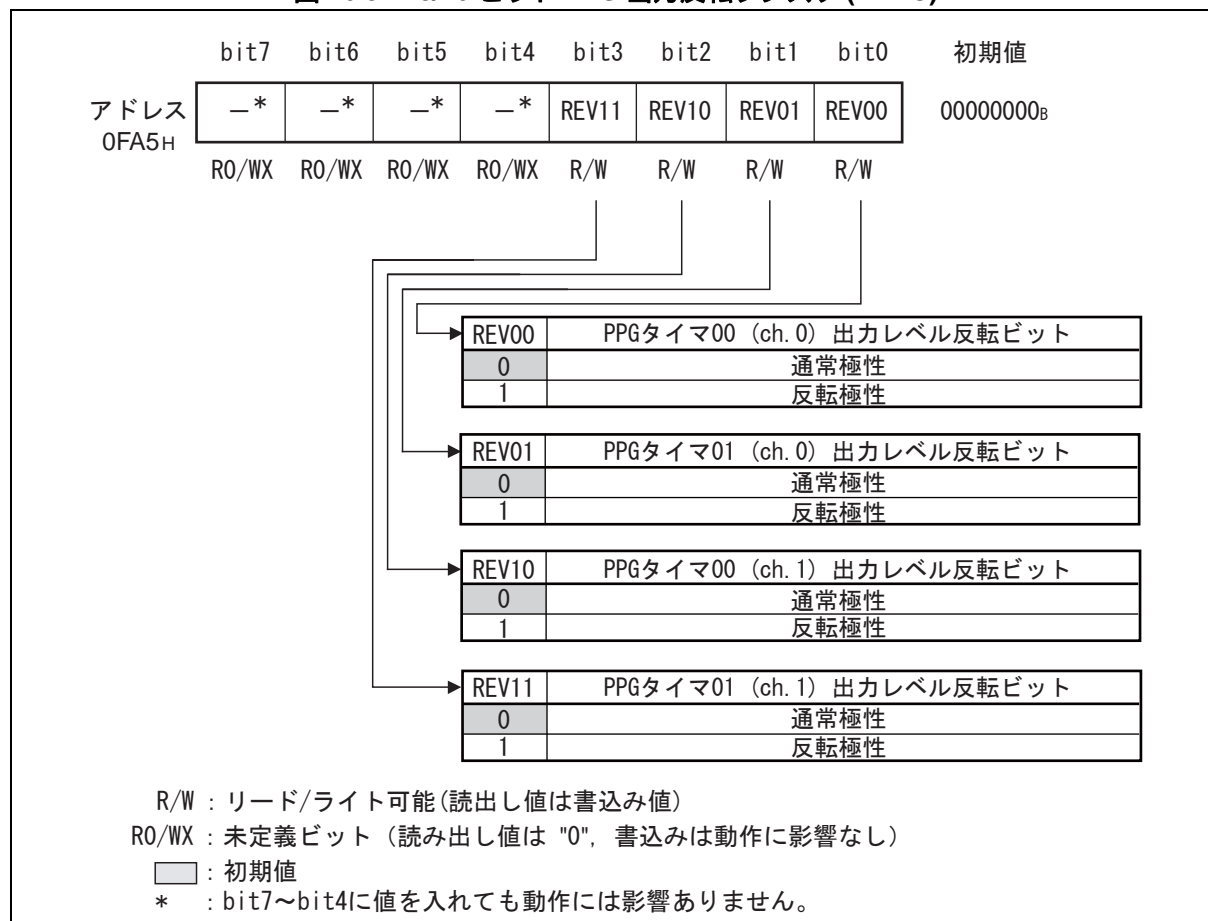 bit7 bit6 bit5 bit4 bit3 bit2 bit1 bit0 初期値
アドレス
0FA5H
—* —* —* —* REV11 REV10 REV01 REV00 00000000B
R0/WX R0/WX R0/WX R0/WX R/W R/W R/W R/W
REV00 PPGタイマ00 (ch.0) 出力レベル反転ビット
0 通常極性
1 反転極性
REV01 PPGタイマ01 (ch.0) 出力レベル反転ビット
0 通常極性
1 反転極性
REV10 PPGタイマ00 (ch.1) 出力レベル反転ビット
0 通常極性
1 反転極性
REV11 PPGタイマ01 (ch.1) 出力レベル反転ビット
0 通常極性
1 反転極性
R/W : リード/ライト可能(読出し値は書込み値)
R0/WX : 未定義ビット (読み出し値は "0", 書込みは動作に影響なし)
: 初期値
* : bit7～bit4に値を入れても動作には影響ありません。